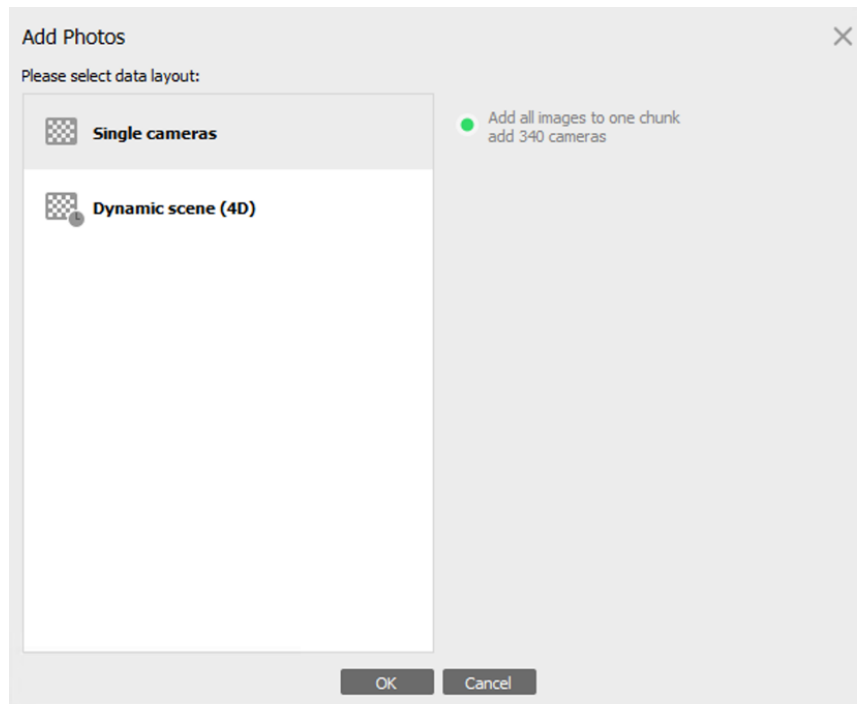 Add Photos
Please select data layout:
Single cameras
Dynamic scene (4D)
Add all images to one chunk
add 340 cameras
OK
Cancel